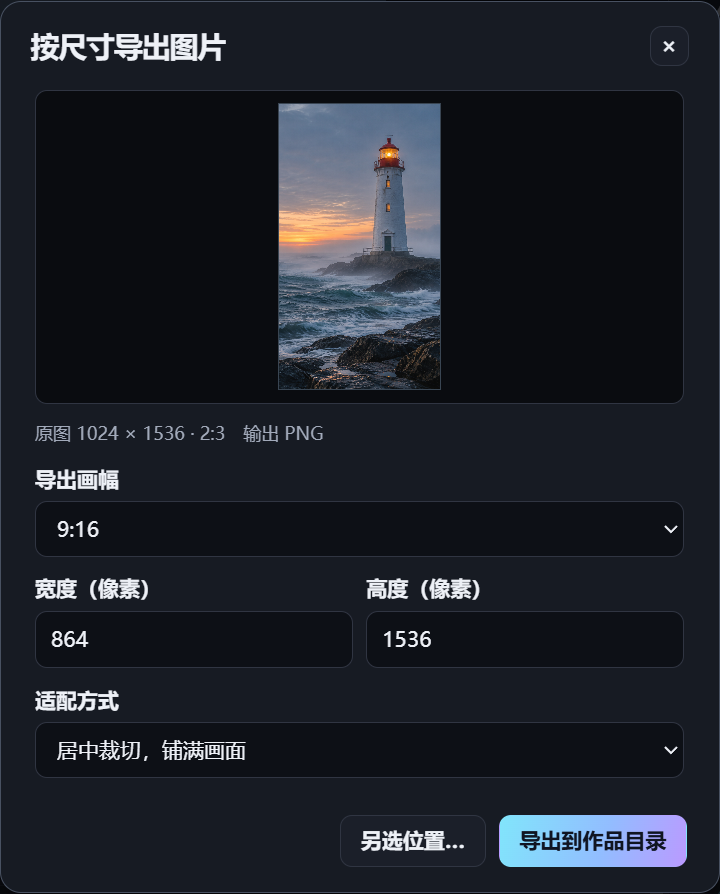 按尺寸导出图片
×
原图 1024 × 1536 · 2:3 输出 PNG
导出画幅
9:16
宽度（像素） 高度（像素）
864 1536
适配方式
居中裁切，铺满画面
另选位置... 导出到作品目录